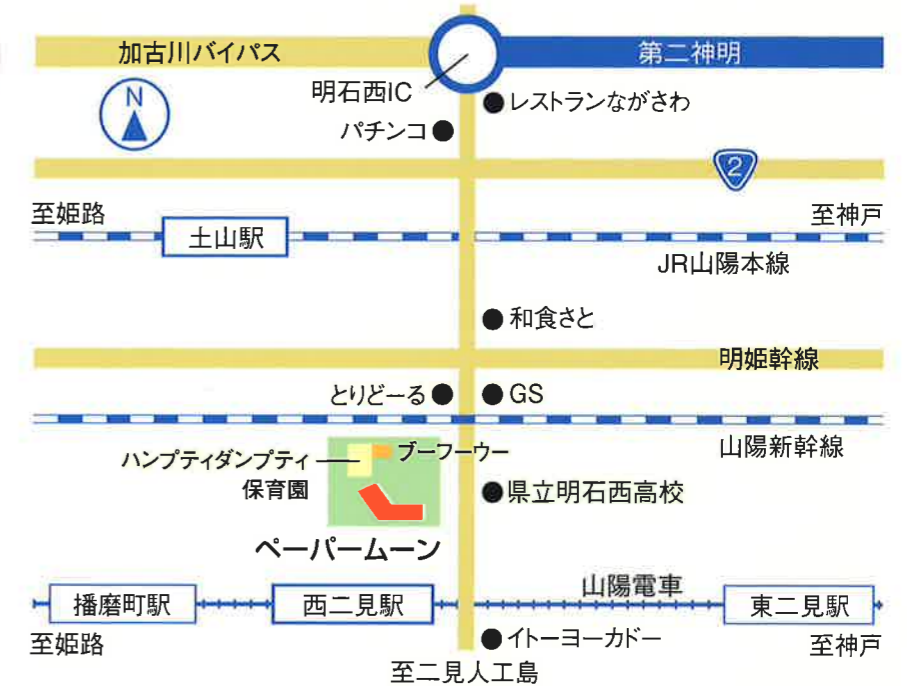 加古川バイパス
第二神明
明石西IC
N
レストランながさわ
パチンコ
2
至姫路
至神戸
土山駅
JR山陽本線
和食さと
明姫幹線
とりどーる
GS
山陽新幹線
ハンプティダンプティ
保育園
ブーフーウー
県立明石西高校
ペーパームーン
山陽電車
播磨町駅
西二見駅
東二見駅
至姫路
イトーヨーカドー
至神戸
至二見人工島